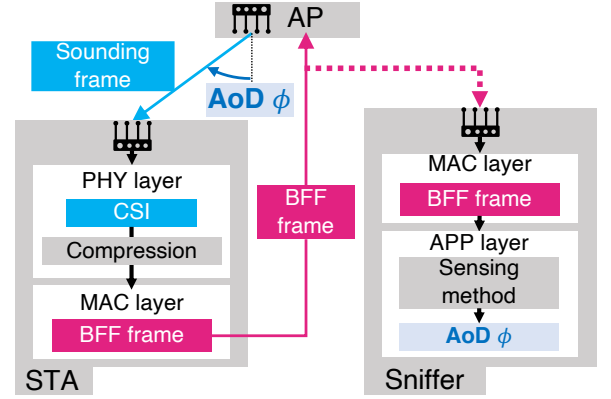 AP
Sounding
frame
AoD ϕ
PHY layer
CSI
Compression
MAC layer
BFF frame
STA
BFF
frame
MAC layer
BFF frame
APP layer
Sensing
method
AoD ϕ
Sniffer